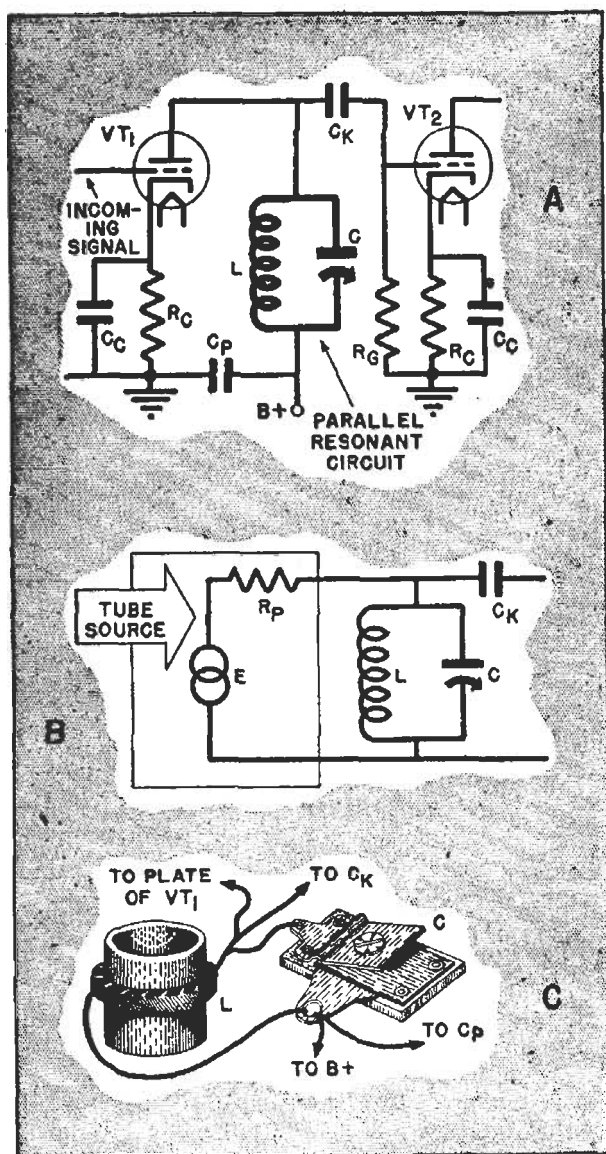 VT1
CK
VT2
A
INCOM-
ING
SIGNAL
L
C
CC
RC
CP
RG
RC
CC
B+
PARALLEL
RESONANT
CIRCUIT
TUBE
SOURCE
RP
CK
E
L
C
B
TO PLATE
OF VT1
TO CK
C
L
C
TO CP
TO B+